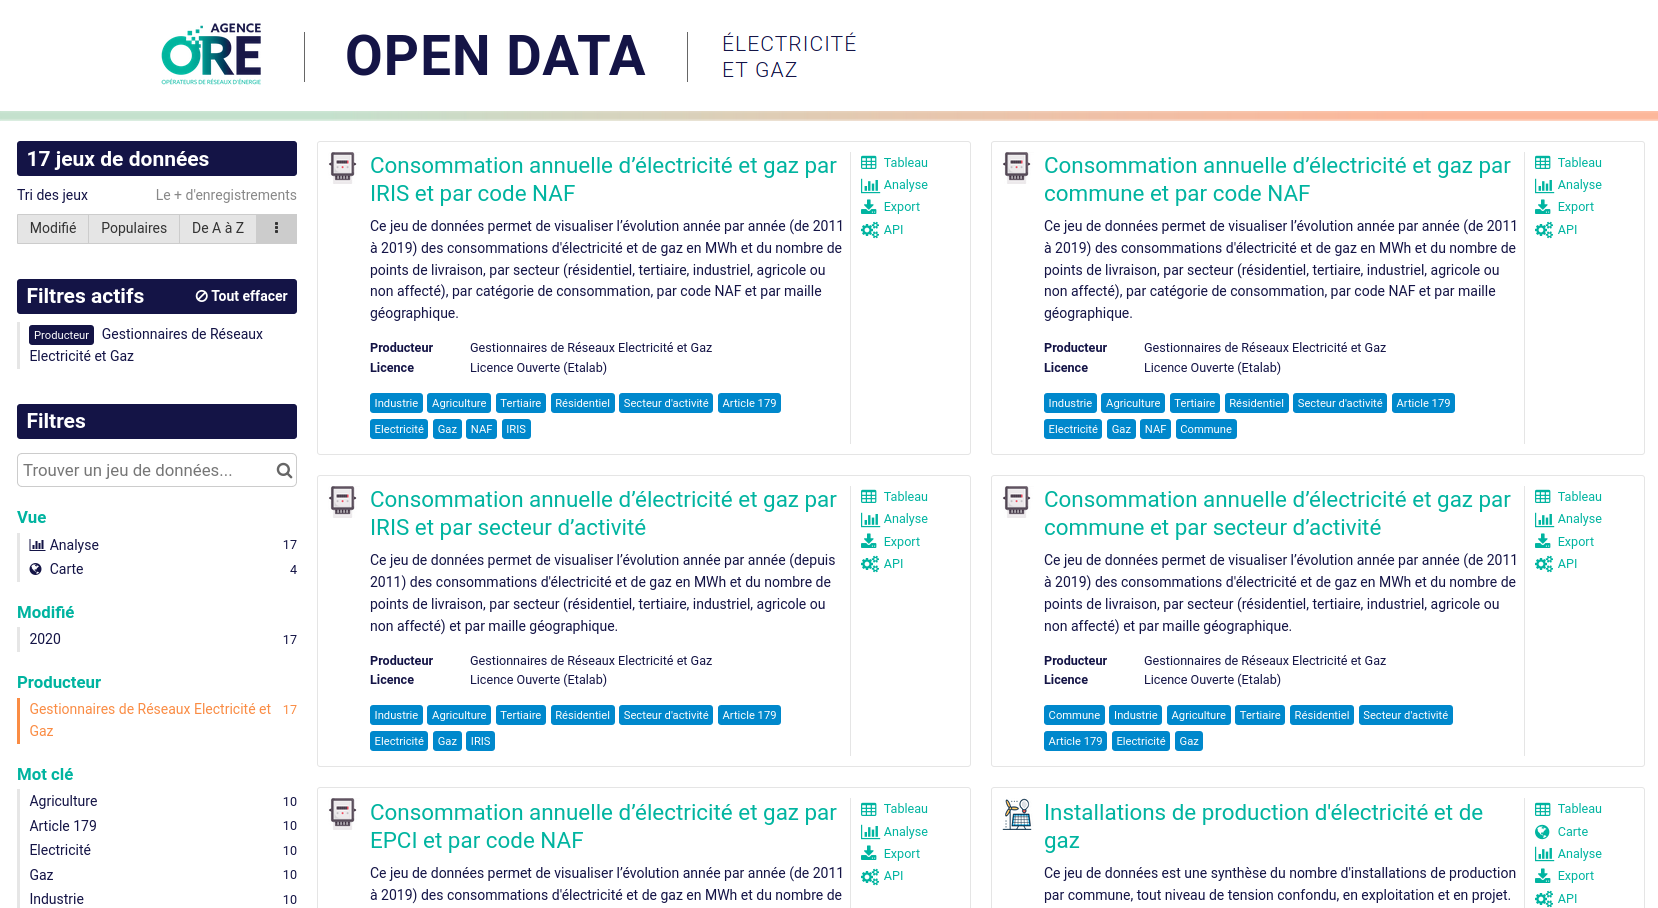 AGENCE
ORE
OPÉRATEURS DE RÉSEAUX D'ÉNERGIE
OPEN DATA
ÉLECTRICITÉ
ET GAZ
17 jeux de données
Tri des jeux
Le + d'enregistrements
Modifié
Populaires
De A à Z
Filtres actifs
Tout effacer
Producteur Gestionnaires de Réseaux
Electricité et Gaz
Filtres
Trouver un jeu de données...
Vue
Analyse 17
Carte 4
Modifié
2020 17
Producteur
Gestionnaires de Réseaux Electricité et 17
Gaz
Mot clé
Agriculture 10
Article 179 10
Electricité 10
Gaz 10
Industrie 10
Consommation annuelle d’électricité et gaz par
IRIS et par code NAF
Ce jeu de données permet de visualiser l’évolution année par année (de 2011
à 2019) des consommations d'électricité et de gaz en MWh et du nombre de
points de livraison, par secteur (résidentiel, tertiaire, industriel, agricole ou
non affecté), par catégorie de consommation, par code NAF et par maille
géographique.
Producteur Gestionnaires de Réseaux Electricité et Gaz
Licence Licence Ouverte (Etalab)
Industrie Agriculture Tertiaire Résidentiel Secteur d'activité Article 179
Electricité Gaz NAF IRIS
Tableau
Analyse
Export
API
Consommation annuelle d’électricité et gaz par
commune et par code NAF
Ce jeu de données permet de visualiser l’évolution année par année (de 2011
à 2019) des consommations d'électricité et de gaz en MWh et du nombre de
points de livraison, par secteur (résidentiel, tertiaire, industriel, agricole ou
non affecté), par catégorie de consommation, par code NAF et par maille
géographique.
Producteur Gestionnaires de Réseaux Electricité et Gaz
Licence Licence Ouverte (Etalab)
Industrie Agriculture Tertiaire Résidentiel Secteur d'activité Article 179
Electricité Gaz NAF Commune
Tableau
Analyse
Export
API
Consommation annuelle d’électricité et gaz par
IRIS et par secteur d’activité
Ce jeu de données permet de visualiser l’évolution année par année (depuis
2011) des consommations d'électricité et de gaz en MWh et du nombre de
points de livraison, par secteur (résidentiel, tertiaire, industriel, agricole ou
non affecté) et par maille géographique.
Producteur Gestionnaires de Réseaux Electricité et Gaz
Licence Licence Ouverte (Etalab)
Industrie Agriculture Tertiaire Résidentiel Secteur d'activité Article 179
Electricité Gaz IRIS
Tableau
Analyse
Export
API
Consommation annuelle d’électricité et gaz par
commune et par secteur d’activité
Ce jeu de données permet de visualiser l’évolution année par année (de 2011
à 2019) des consommations d'électricité et de gaz en MWh et du nombre de
points de livraison, par secteur (résidentiel, tertiaire, industriel, agricole ou
non affecté) et par maille géographique.
Producteur Gestionnaires de Réseaux Electricité et Gaz
Licence Licence Ouverte (Etalab)
Commune Industrie Agriculture Tertiaire Résidentiel Secteur d'activité
Article 179 Electricité Gaz
Tableau
Analyse
Export
API
Consommation annuelle d’électricité et gaz par
EPCI et par code NAF
Ce jeu de données permet de visualiser l’évolution année par année (de 2011
à 2019) des consommations d'électricité et de gaz en MWh et du nombre de
Tableau
Analyse
Export
API
Installations de production d'électricité et de
gaz
Ce jeu de données est une synthèse du nombre d'installations de production
par commune, tout niveau de tension confondu, en exploitation et en projet.
Tableau
Carte
Analyse
Export
API